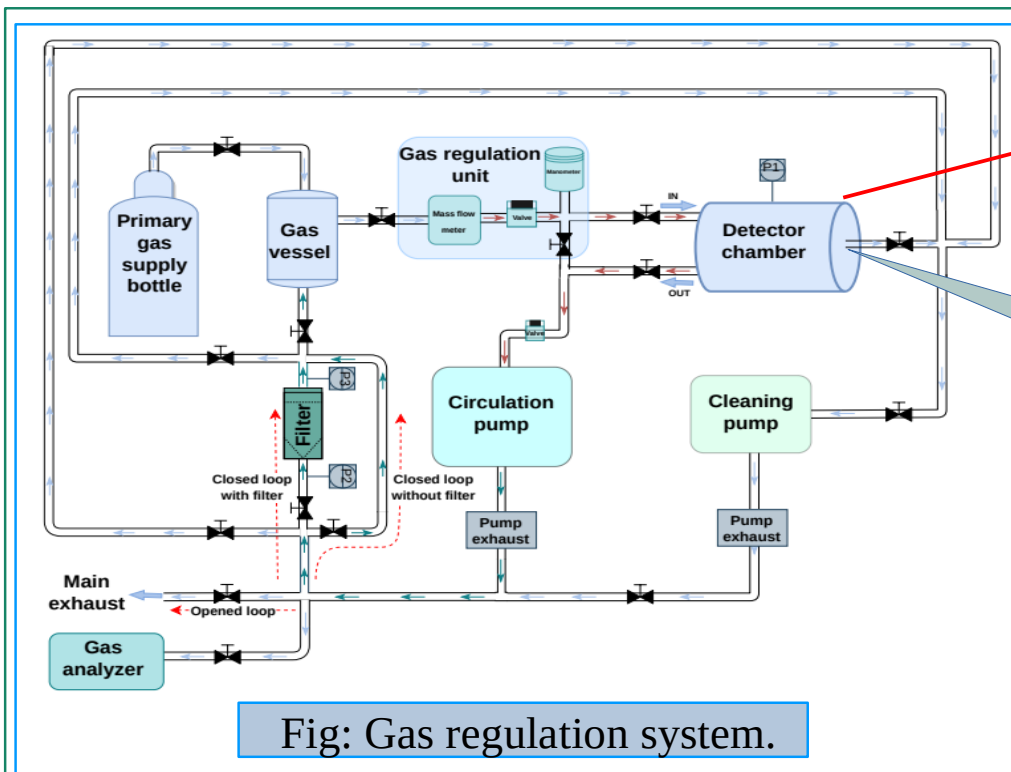 Primary
gas
supply
bottle
Gas
vessel
Gas regulation
unit
Manometer
Mass flow
meter
Valve
IN
P1
Detector
chamber
OUT
Valve
P3
Filter
P2
Closed loop
with filter
Closed loop
without filter
Circulation
pump
Cleaning
pump
Pump
exhaust
Pump
exhaust
Main
exhaust
Opened loop
Gas
analyzer
Fig: Gas regulation system.